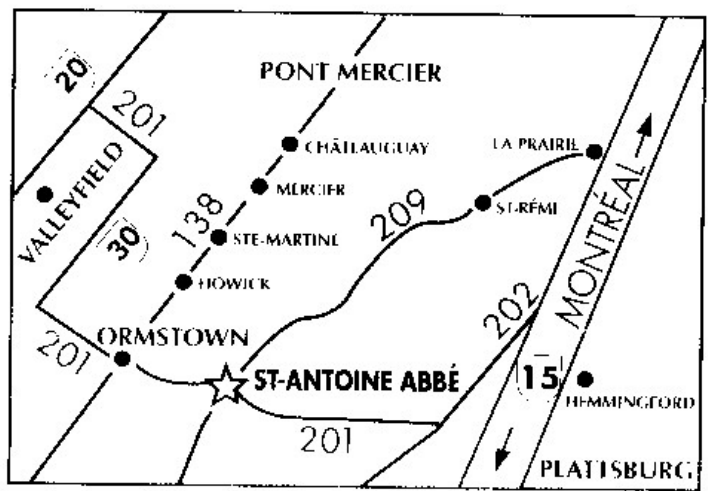 20
201
PONT MERCIER
CHÂTEAUGUAY
LA PRAIRIE
VALLEYFIELD
MERCIER
138
209
ST-RÉMI
30
STE-MARTINE
MONTRÉAL
HOWICK
202
201
ORMSTOWN
ST-ANTOINE ABBÉ
15
HEMMINGFORD
201
PLATTSBURG